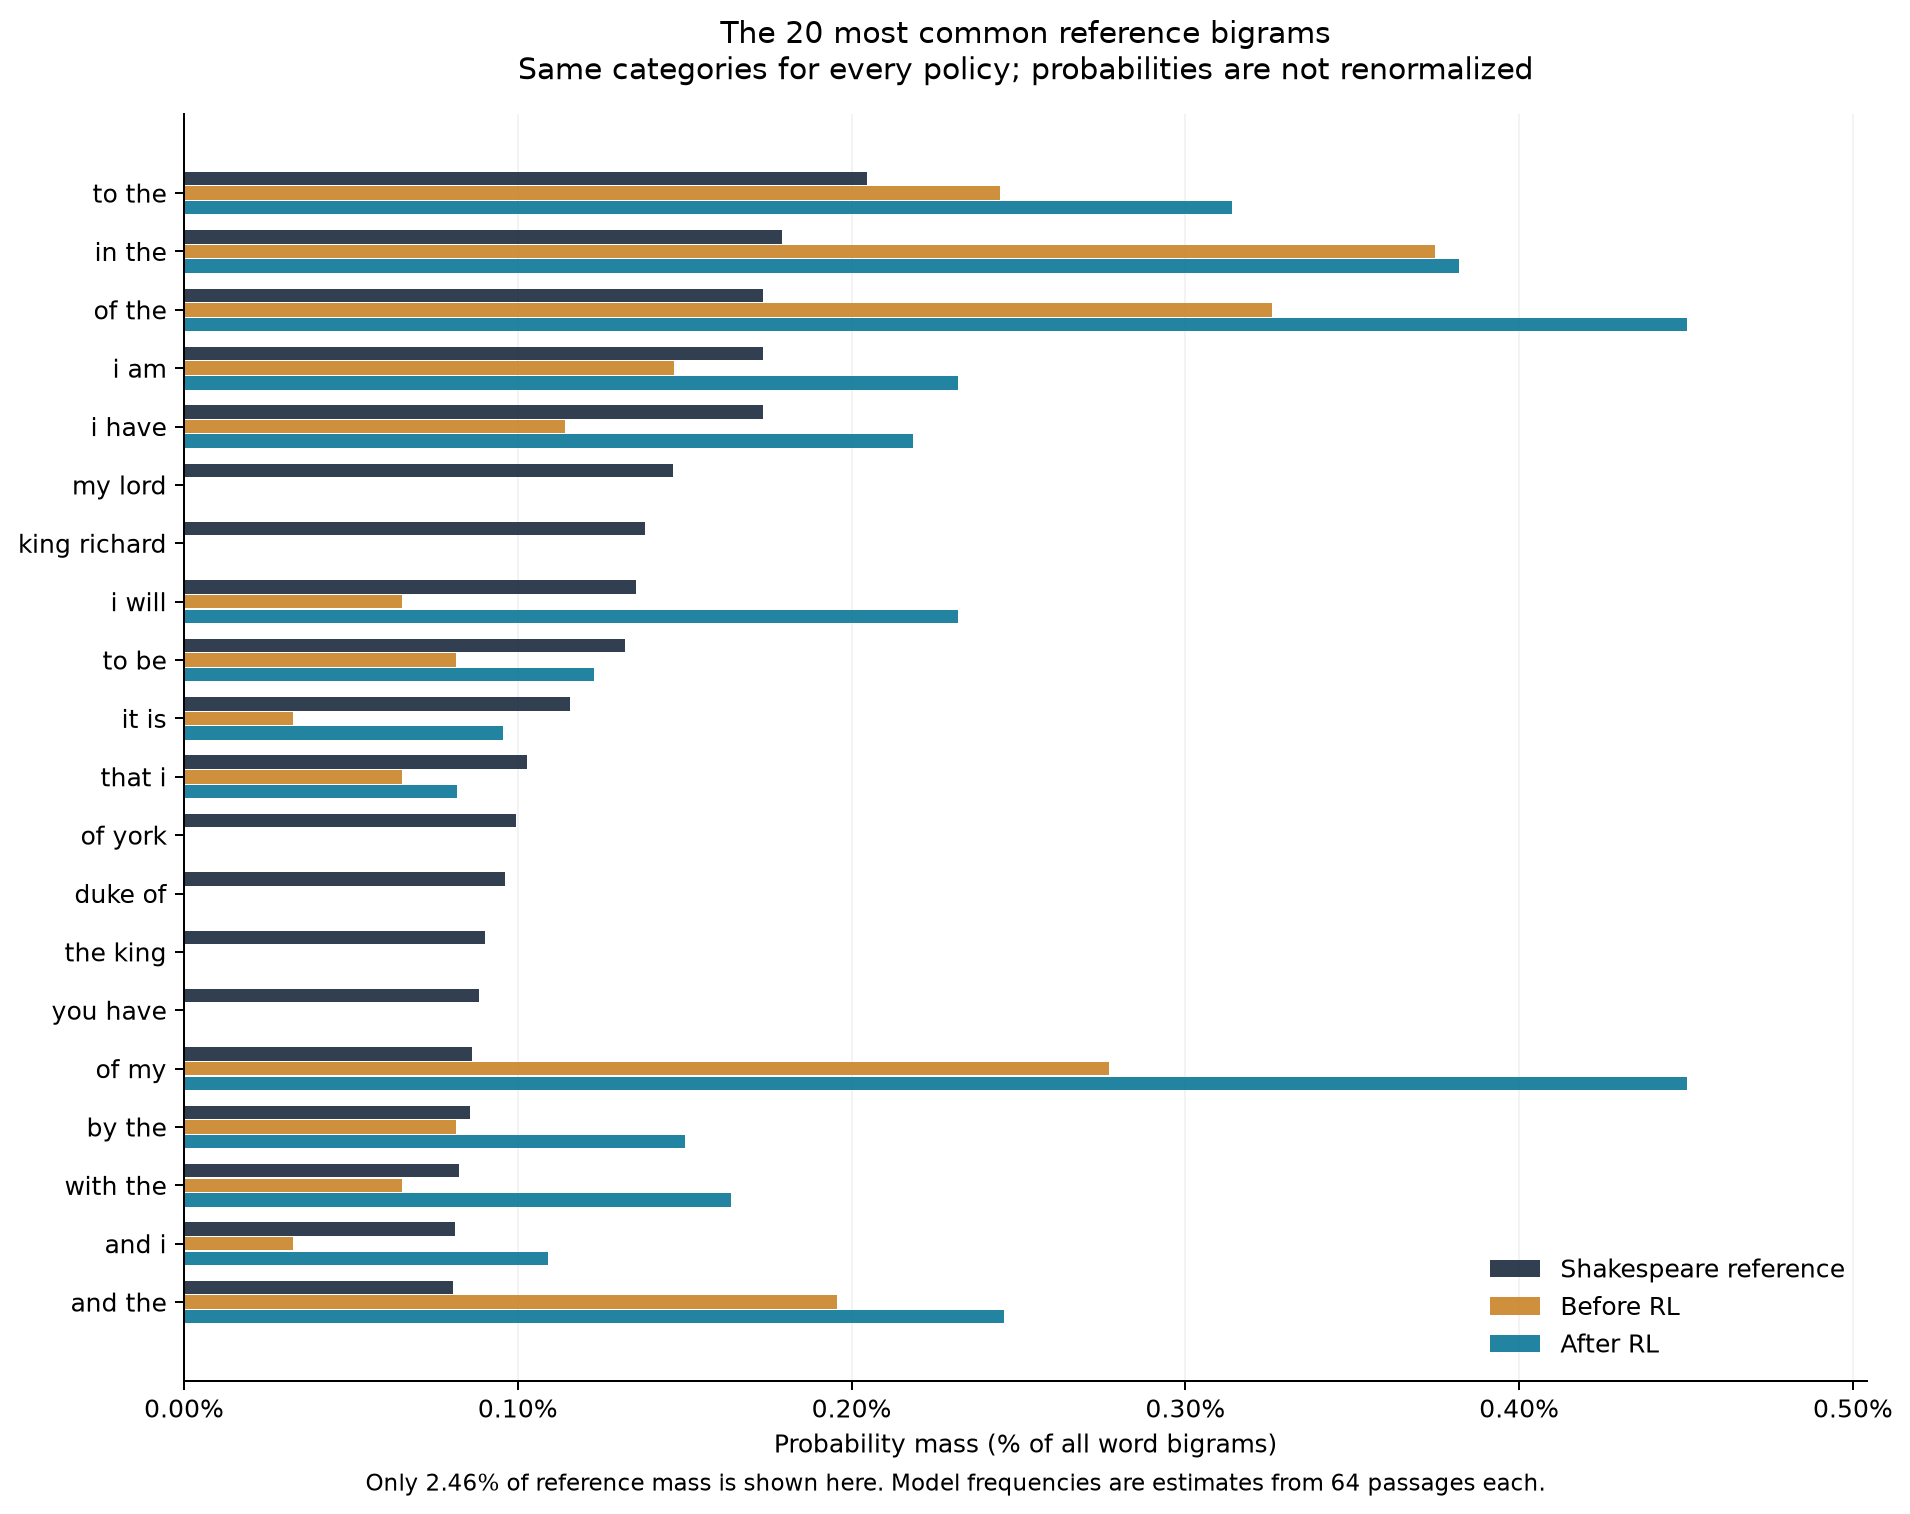 The 20 most common reference bigrams
Same categories for every policy; probabilities are not renormalized
to the
in the
of the
i am
i have
my lord
king richard
i will
to be
it is
that i
of york
duke of
the king
you have
of my
by the
with the
and i
and the
Shakespeare reference
Before RL
After RL
0.00% 0.10% 0.20% 0.30% 0.40% 0.50%
Probability mass (% of all word bigrams)
Only 2.46% of reference mass is shown here. Model frequencies are estimates from 64 passages each.